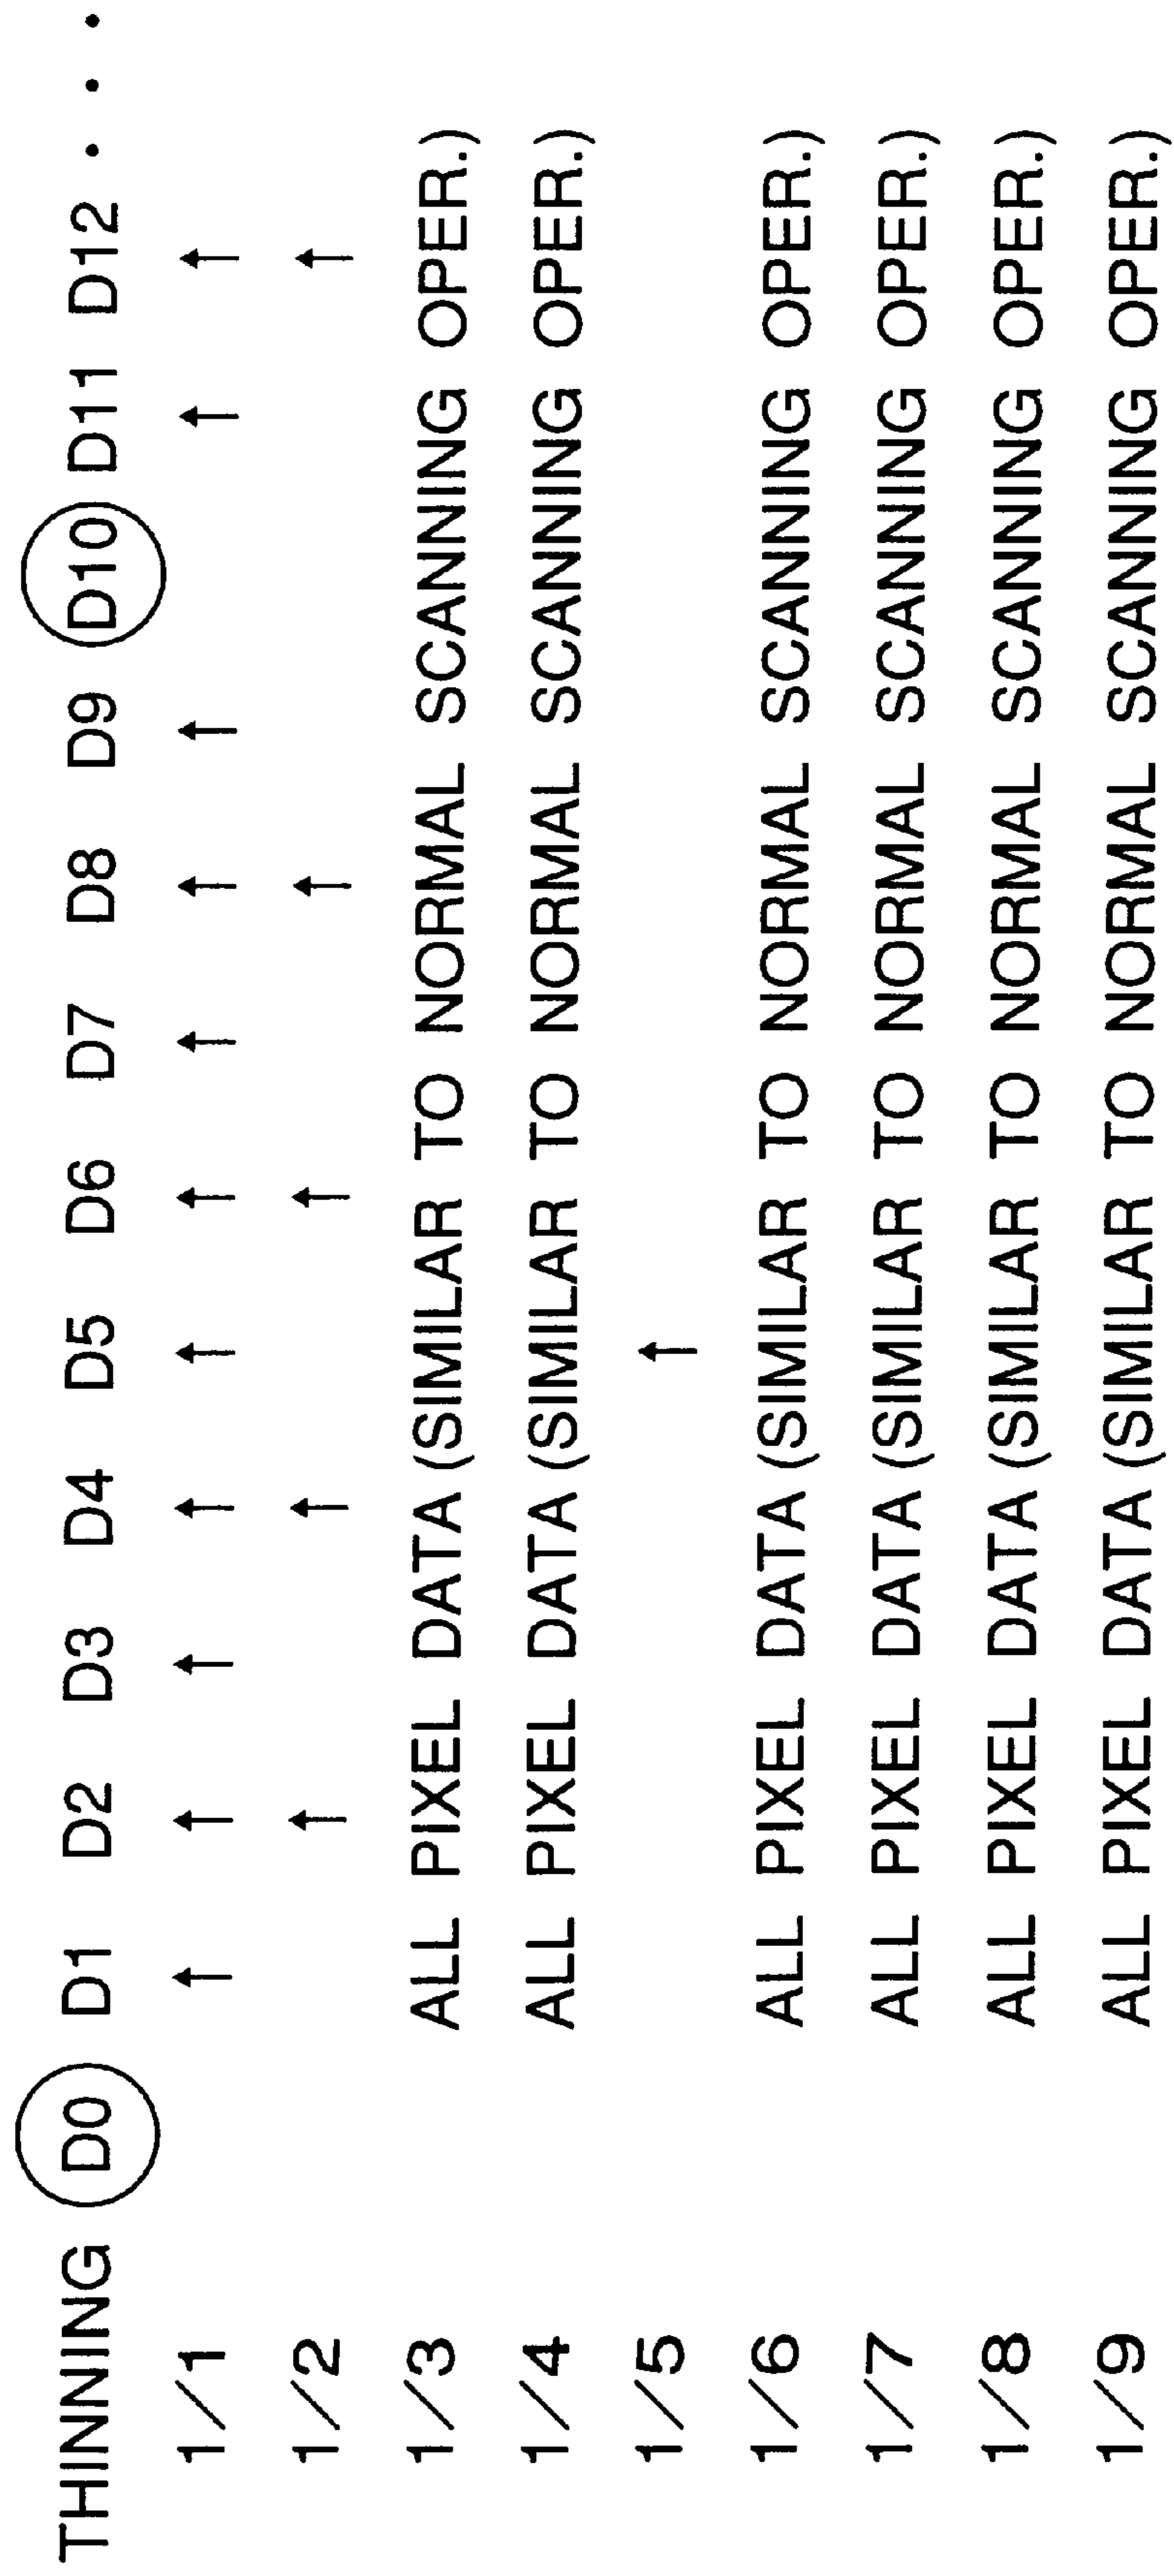 THINNING D0 D1 D2 D3 D4 D5 D6 D7 D8 D9 D10 D11 D12 • • •
1/1 ↑ ↑ ↑ ↑ ↑ ↑ ↑ ↑ ↑ ↑ ↑
1/2 ↑ ↑ ↑ ↑ ↑
1/3 ALL PIXEL DATA (SIMILAR TO NORMAL SCANNING OPER.)
1/4 ALL PIXEL DATA (SIMILAR TO NORMAL SCANNING OPER.)
1/5 ↑
1/6 ALL PIXEL DATA (SIMILAR TO NORMAL SCANNING OPER.)
1/7 ALL PIXEL DATA (SIMILAR TO NORMAL SCANNING OPER.)
1/8 ALL PIXEL DATA (SIMILAR TO NORMAL SCANNING OPER.)
1/9 ALL PIXEL DATA (SIMILAR TO NORMAL SCANNING OPER.)